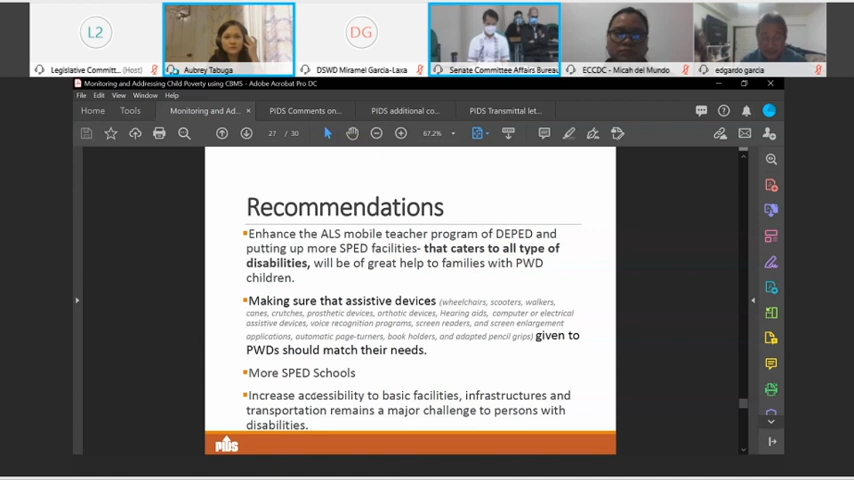 L2
DG
Legislative Committ... (Host)
Aubrey Tabuga
DSWD Miramel Garcia-Laxa
Senate Committee Affairs Bureau
ECCDC - Micah del Mundo
edgardo garcia
Monitoring and Addressing Child Poverty using CBMS - Adobe Acrobat Pro DC
File Edit View Window Help
Home Tools Monitoring and Ad... × PIDS Comments on... PIDS additional co... PIDS Transmittal let...
27 / 30 67.2%
Recommendations
Enhance the ALS mobile teacher program of DEPED and
putting up more SPED facilities- that caters to all type of
disabilities, will be of great help to families with PWD
children.
Making sure that assistive devices (wheelchairs, scooters, walkers,
canes, crutches, prosthetic devices, orthotic devices, Hearing aids, computer or electrical
assistive devices, voice recognition programs, screen readers, and screen enlargement
applications, automatic page-turners, book holders, and adapted pencil grips) given to
PWDs should match their needs.
More SPED Schools
Increase accessibility to basic facilities, infrastructures and
transportation remains a major challenge to persons with
disabilities.
PIDS